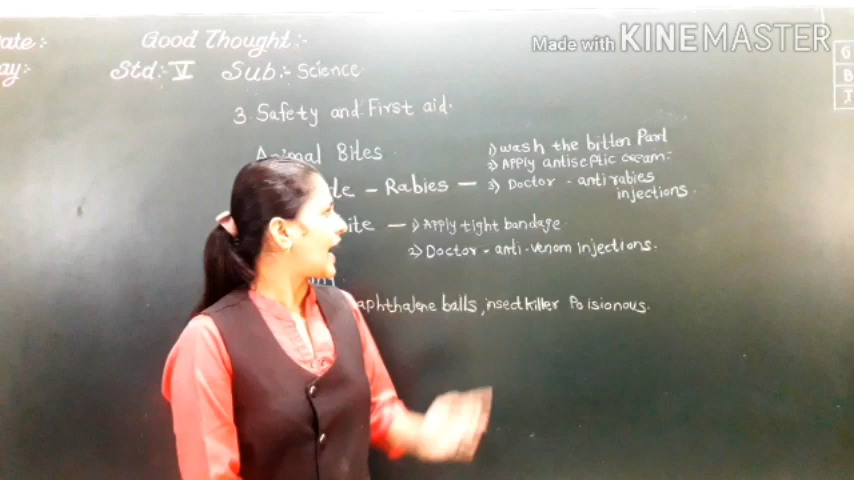 ate:-
Good Thought:-
Made with KINEMASTER
ay:-
Std:- V Sub:- Science
G
B
I
3. Safety and First aid.
Animal Bites
1) wash the bitten Part
2) Apply antiseptic cream:-
te - Rabies - 3) Doctor - anti rabies
injections.
ite - 1) Apply tight bandage
2) Doctor - anti-venom injections.
aphthalene balls, insect killer Poisionous.